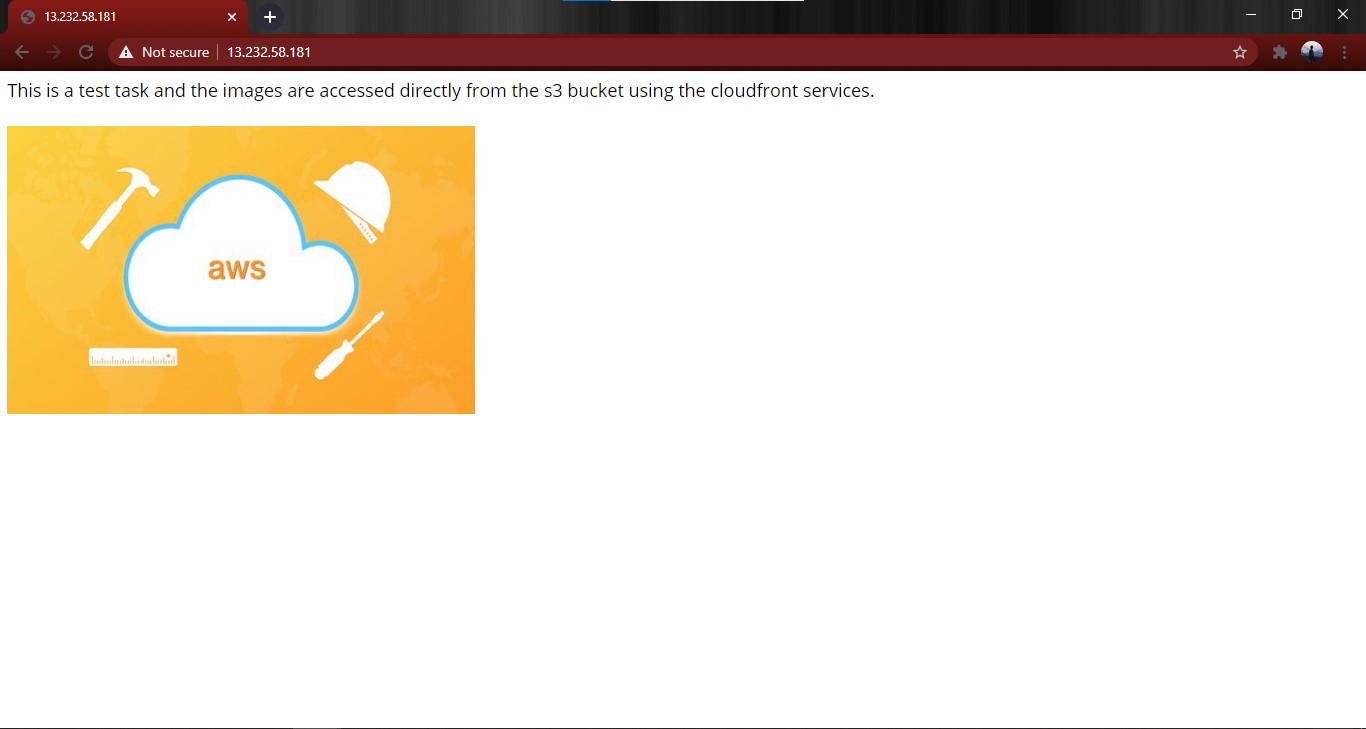 13.232.58.181
Not secure
13.232.58.181
This is a test task and the images are accessed directly from the s3 bucket using the cloudfront services.
aws